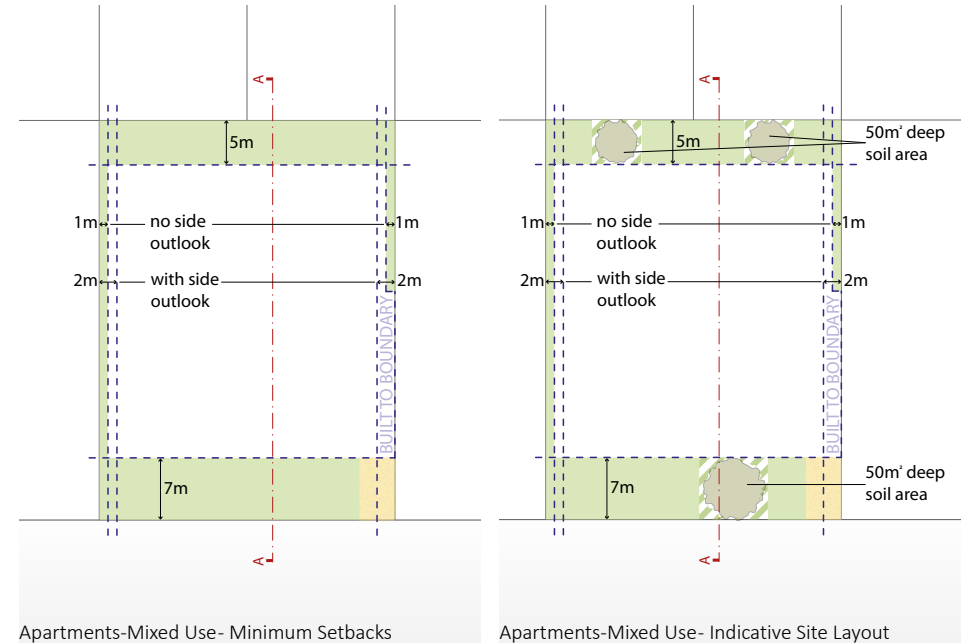 A
5m
1m
no side
outlook
1m
2m
with side
outlook
2m
BUILT TO BOUNDARY
7m
A
Apartments-Mixed Use- Minimum Setbacks
A
5m
50m² deep
soil area
1m
no side
outlook
1m
2m
with side
outlook
2m
BUILT TO BOUNDARY
7m
50m² deep
soil area
A
Apartments-Mixed Use- Indicative Site Layout